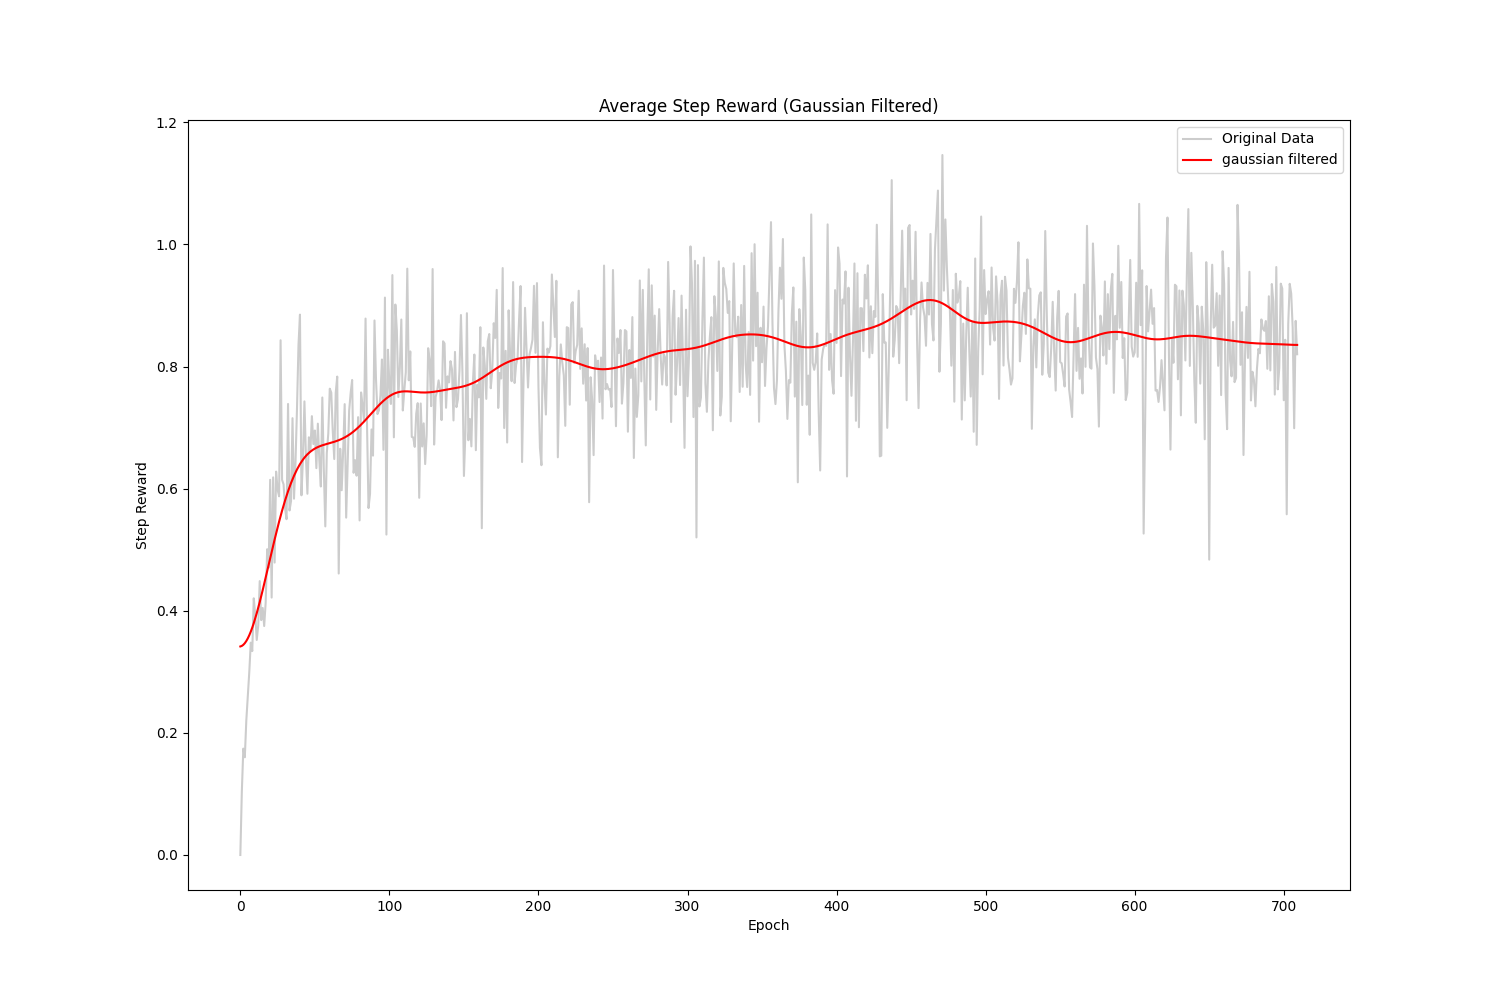 Average Step Reward (Gaussian Filtered)
Original Data
gaussian filtered
1.2
1.0
0.8
0.6
0.4
0.2
0.0
Step Reward
0 100 200 300 400 500 600 700
Epoch